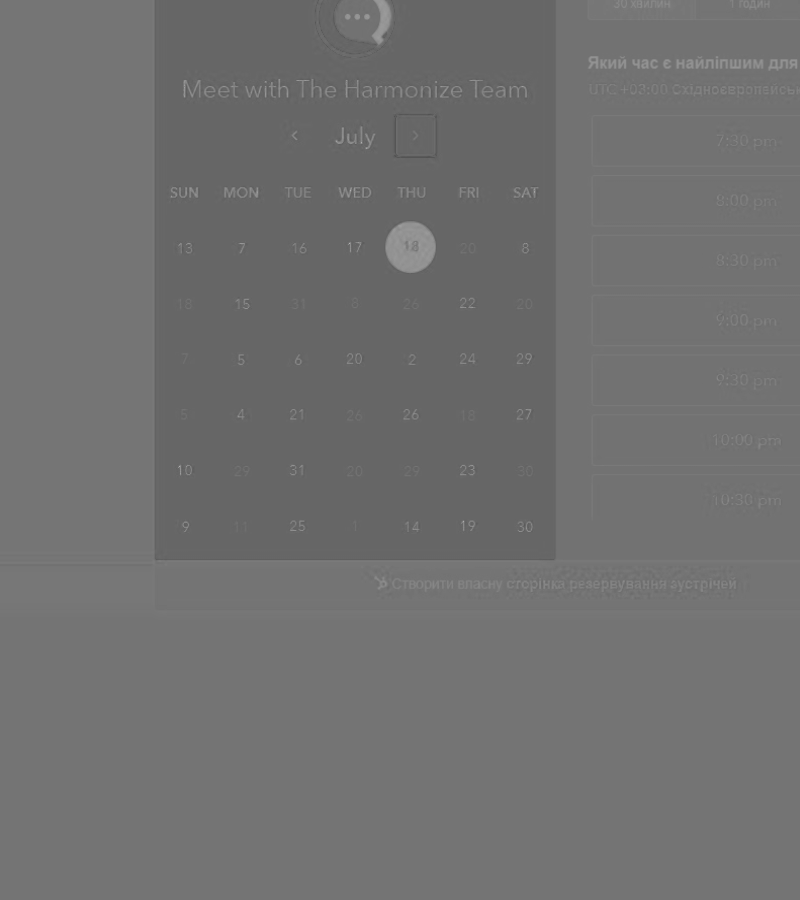 30 хвилин 1 годин
Meet with The Harmonize Team
Який час є найліпшим для
July
UTC +03:00
7:30 pm
SUN MON TUE WED THU FRI SAT
8:00 pm
13 7 16 17 18 20 8
8:30 pm
18 15 31 8 26 22 20
9:00 pm
7 5 6 20 2 24 29
9:30 pm
5 4 21 26 26 18 27
10:00 pm
10 29 31 20 29 23 30
10:30 pm
9 11 25 1 14 19 30
Створити власну сторінка резервування зустрічей